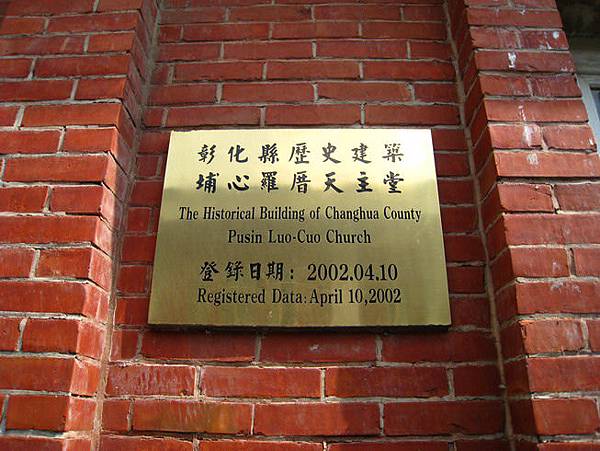 彰化縣歷史建築
埔心羅厝天主堂
The Historical Building of Changhua County
Pusin Luo-Cuo Church
登錄日期：2002.04.10
Registered Data:April 10,2002